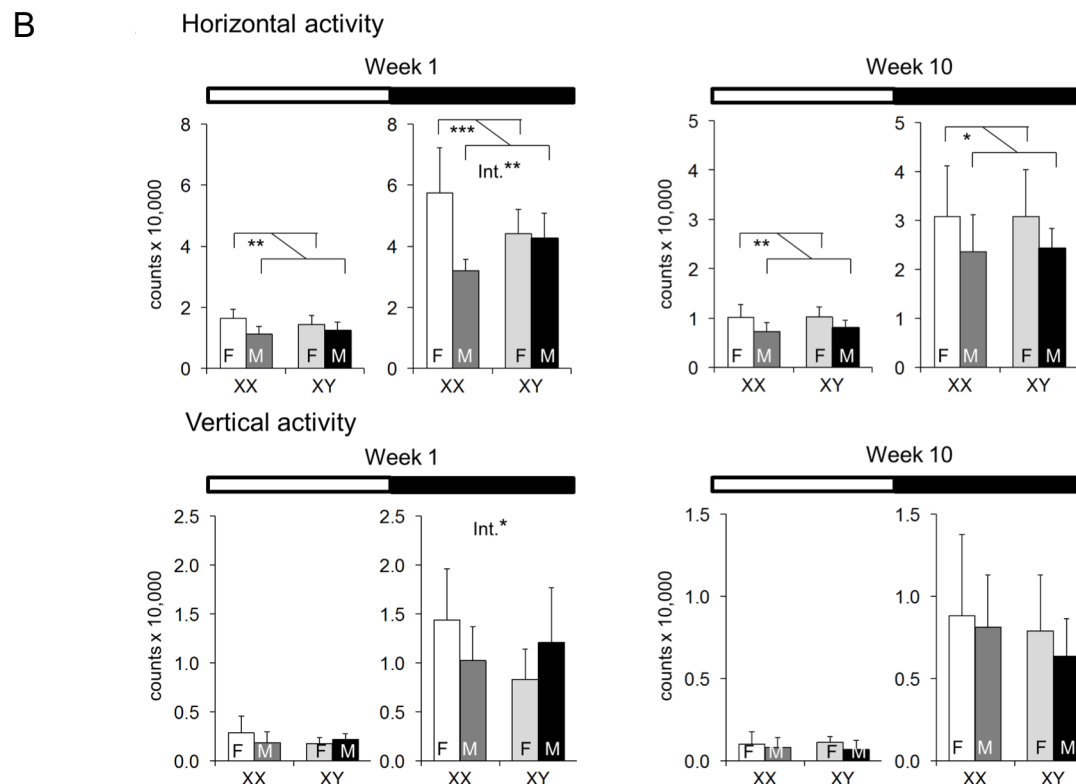 B
Horizontal activity
Week 1
Week 10
counts x 10,000
8
6
4
2
0
**
F M F M
XX XY
8
6
4
2
0
***
Int.**
F M F M
XX XY
counts x 10,000
5
4
3
2
1
0
**
F M F M
XX XY
5
4
3
2
1
0
*
F M F M
XX XY
Vertical activity
Week 1
Week 10
counts x 10,000
2.5
2.0
1.5
1.0
0.5
0.0
F M F M
XX XY
2.5
2.0
1.5
1.0
0.5
0.0
Int.*
F M F M
XX XY
counts x 10,000
1.5
1.0
0.5
0.0
F M F M
XX XY
1.5
1.0
0.5
0.0
F M F M
XX XY